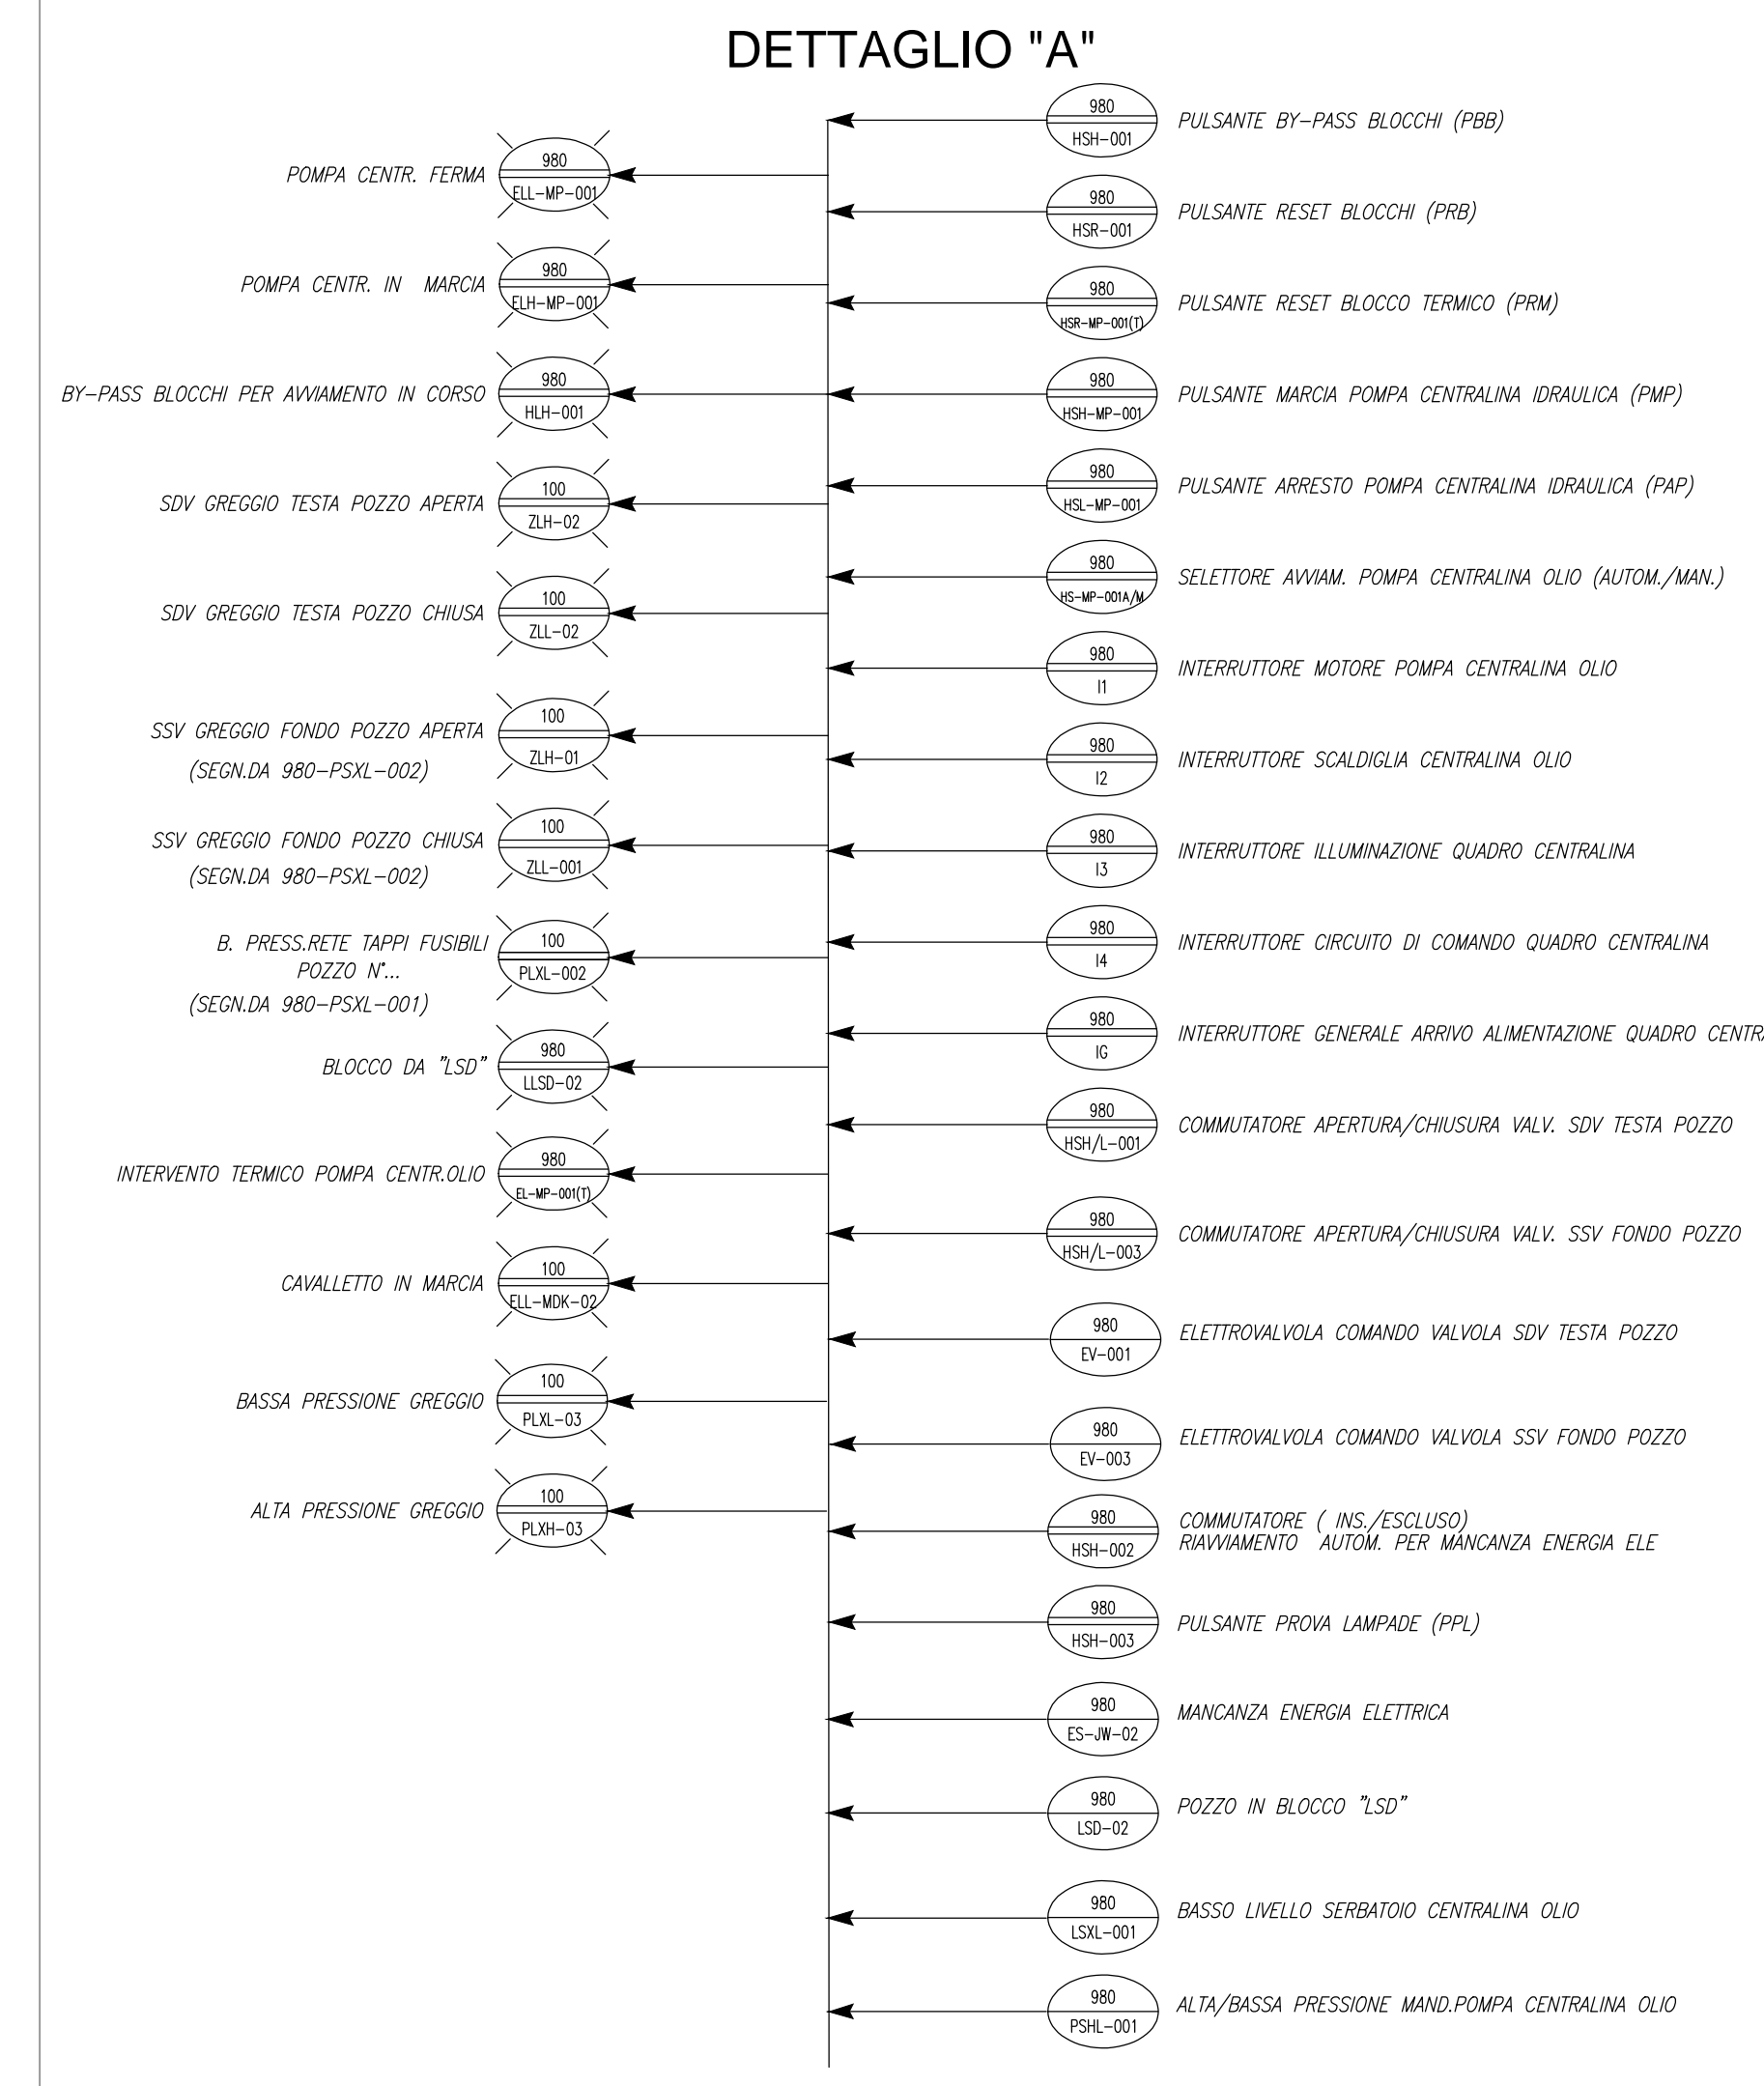 DETTAGLIO "A"
POMPA CENTR. FERMA
980
ELL-MP-001
POMPA CENTR. IN MARCIA
980
ELH-MP-001
BY-PASS BLOCCHI PER AVVIAMENTO IN CORSO
980
HLH-001
SDV GREGGIO TESTA POZZO APERTA
100
ZLH-02
SDV GREGGIO TESTA POZZO CHIUSA
100
ZLL-02
SSV GREGGIO FONDO POZZO APERTA
(SEGN.DA 980-PSXL-002)
100
ZLH-01
SSV GREGGIO FONDO POZZO CHIUSA
(SEGN.DA 980-PSXL-002)
100
ZLL-001
B. PRESS.RETE TAPPI FUSIBILI
POZZO N°...
(SEGN.DA 980-PSXL-001)
100
PLXL-002
BLOCCO DA "LSD"
980
LLSD-02
INTERVENTO TERMICO POMPA CENTR.OLIO
980
EL-MP-001(T)
CAVALLETTO IN MARCIA
100
ELL-MDK-02
BASSA PRESSIONE GREGGIO
100
PLXL-03
ALTA PRESSIONE GREGGIO
100
PLXH-03
980
HSH-001
PULSANTE BY-PASS BLOCCHI (PBB)
980
HSR-001
PULSANTE RESET BLOCCHI (PRB)
980
HSR-MP-001(T)
PULSANTE RESET BLOCCO TERMICO (PRM)
980
HSH-MP-001
PULSANTE MARCIA POMPA CENTRALINA IDRAULICA (PMP)
980
HSL-MP-001
PULSANTE ARRESTO POMPA CENTRALINA IDRAULICA (PAP)
980
HS-MP-001A/M
SELETTORE AVVIAM. POMPA CENTRALINA OLIO (AUTOM./MAN.)
980
I1
INTERRUTTORE MOTORE POMPA CENTRALINA OLIO
980
I2
INTERRUTTORE SCALDIGLIA CENTRALINA OLIO
980
I3
INTERRUTTORE ILLUMINAZIONE QUADRO CENTRALINA
980
I4
INTERRUTTORE CIRCUITO DI COMANDO QUADRO CENTRALINA
980
IG
INTERRUTTORE GENERALE ARRIVO ALIMENTAZIONE QUADRO CENTRA
980
HSH/L-001
COMMUTATORE APERTURA/CHIUSURA VALV. SDV TESTA POZZO
980
HSH/L-003
COMMUTATORE APERTURA/CHIUSURA VALV. SSV FONDO POZZO
980
EV-001
ELETTROVALVOLA COMANDO VALVOLA SDV TESTA POZZO
980
EV-003
ELETTROVALVOLA COMANDO VALVOLA SSV FONDO POZZO
980
HSH-002
COMMUTATORE ( INS./ESCLUSO)
RIAVVIAMENTO AUTOM. PER MANCANZA ENERGIA ELE
980
HSH-003
PULSANTE PROVA LAMPADE (PPL)
980
ES-JW-02
MANCANZA ENERGIA ELETTRICA
980
LSD-02
POZZO IN BLOCCO "LSD"
980
LSXL-001
BASSO LIVELLO SERBATOIO CENTRALINA OLIO
980
PSHL-001
ALTA/BASSA PRESSIONE MAND.POMPA CENTRALINA OLIO